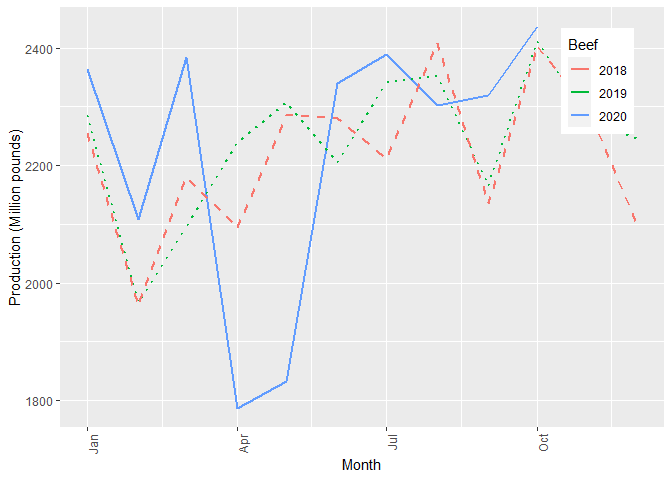 Beef
2018
2019
2020
2400
2200
2000
1800
Production (Million pounds)
Jan
Apr
Jul
Oct
Month